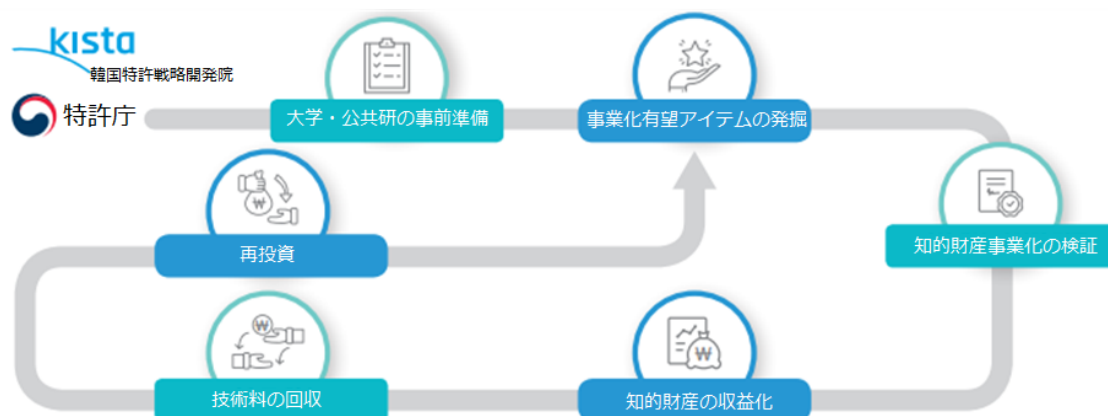 kista
韓国特許戦略開発院
特許庁
大学・公共研の事前準備
事業化有望アイテムの発掘
知的財産事業化の検証
知的財産の収益化
技術料の回収
再投資